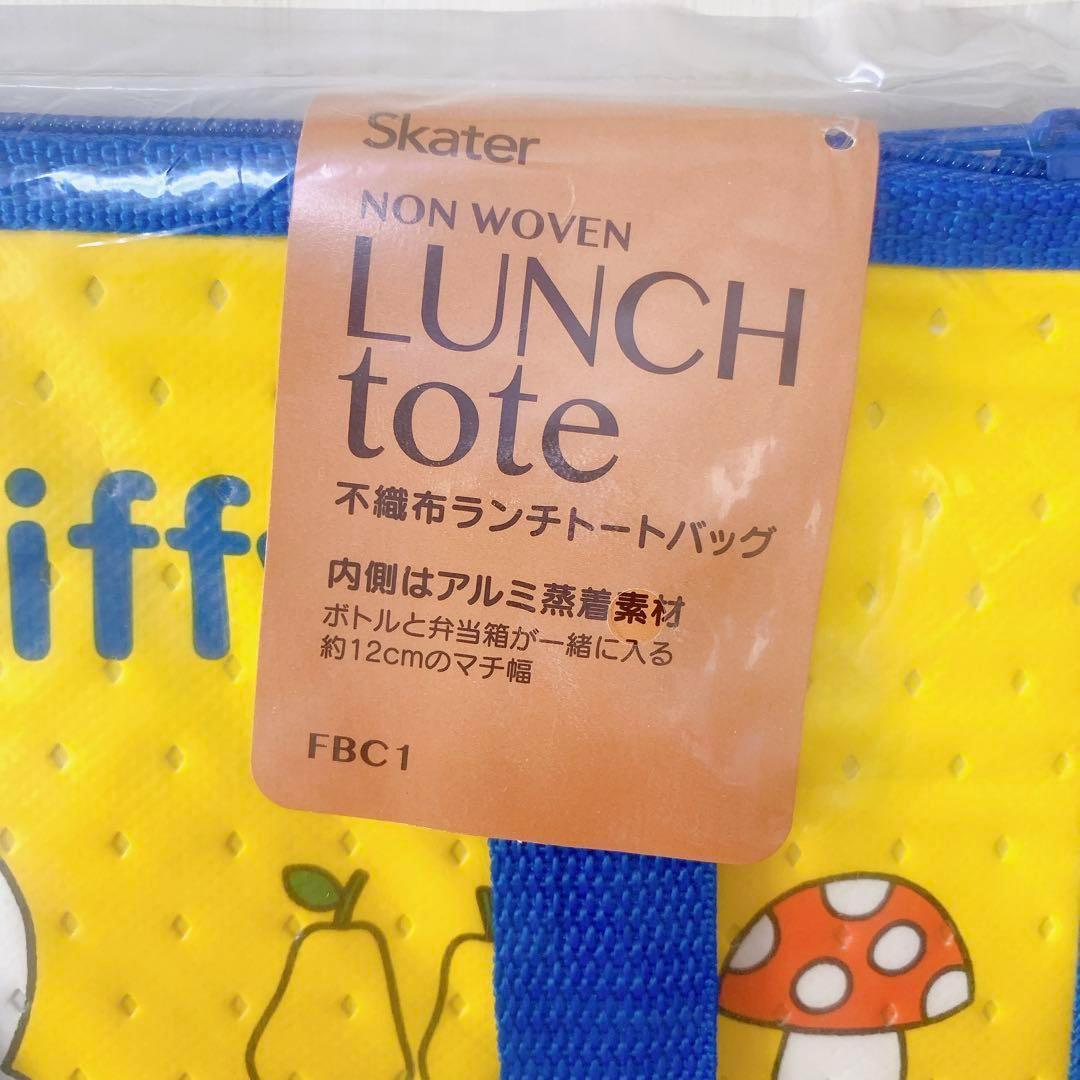 Skater
NON WOVEN
LUNCH
tote
不織布ランチトートバッグ
内側はアルミ蒸着素材
ボトルと弁当箱が一緒に入る
約12cmのマチ幅
FBC1
iffy